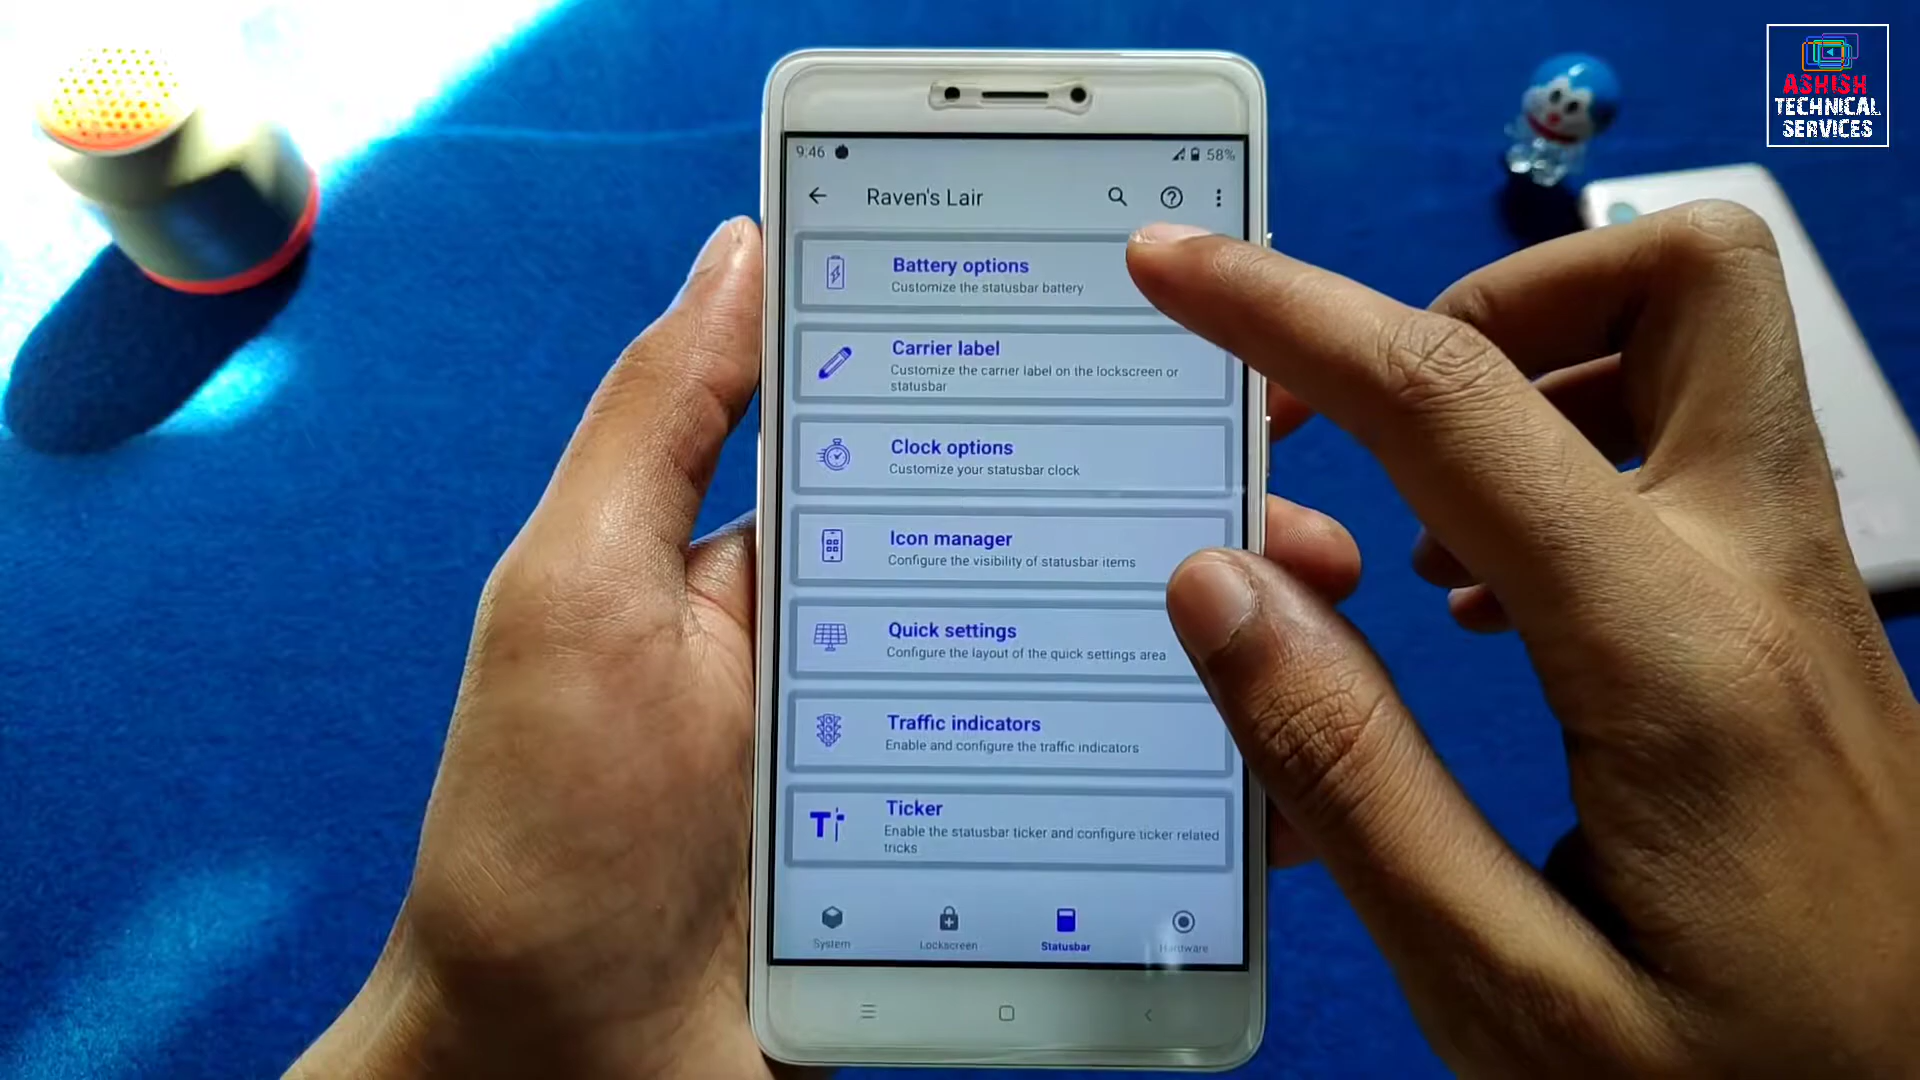 ASHISH
TECHNICAL
SERVICES
9:46
58%
Raven's Lair
Battery options
Customize the statusbar battery
Carrier label
Customize the carrier label on the lockscreen or
statusbar
Clock options
Customize your statusbar clock
Icon manager
Configure the visibility of statusbar items
Quick settings
Configure the layout of the quick settings area
Traffic indicators
Enable and configure the traffic indicators
Ticker
Enable the statusbar ticker and configure ticker related
tricks
System
Lockscreen
Statusbar
Hardware